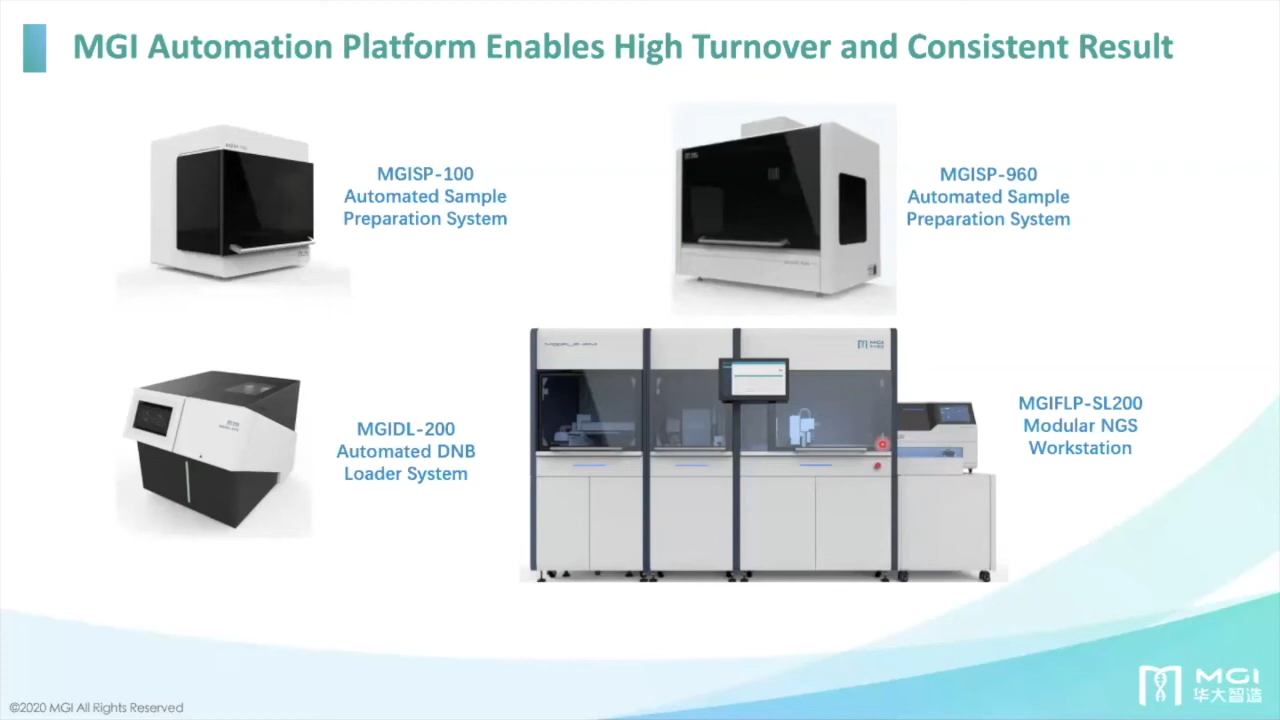 MGI Automation Platform Enables High Turnover and Consistent Result
MGISP-100
Automated Sample
Preparation System
MGISP-960
Automated Sample
Preparation System
MGIDL-200
Automated DNB
Loader System
MGI
MGIFLP-SL200
Modular NGS
Workstation
MGI
华大智造
©2020 MGI All Rights Reserved